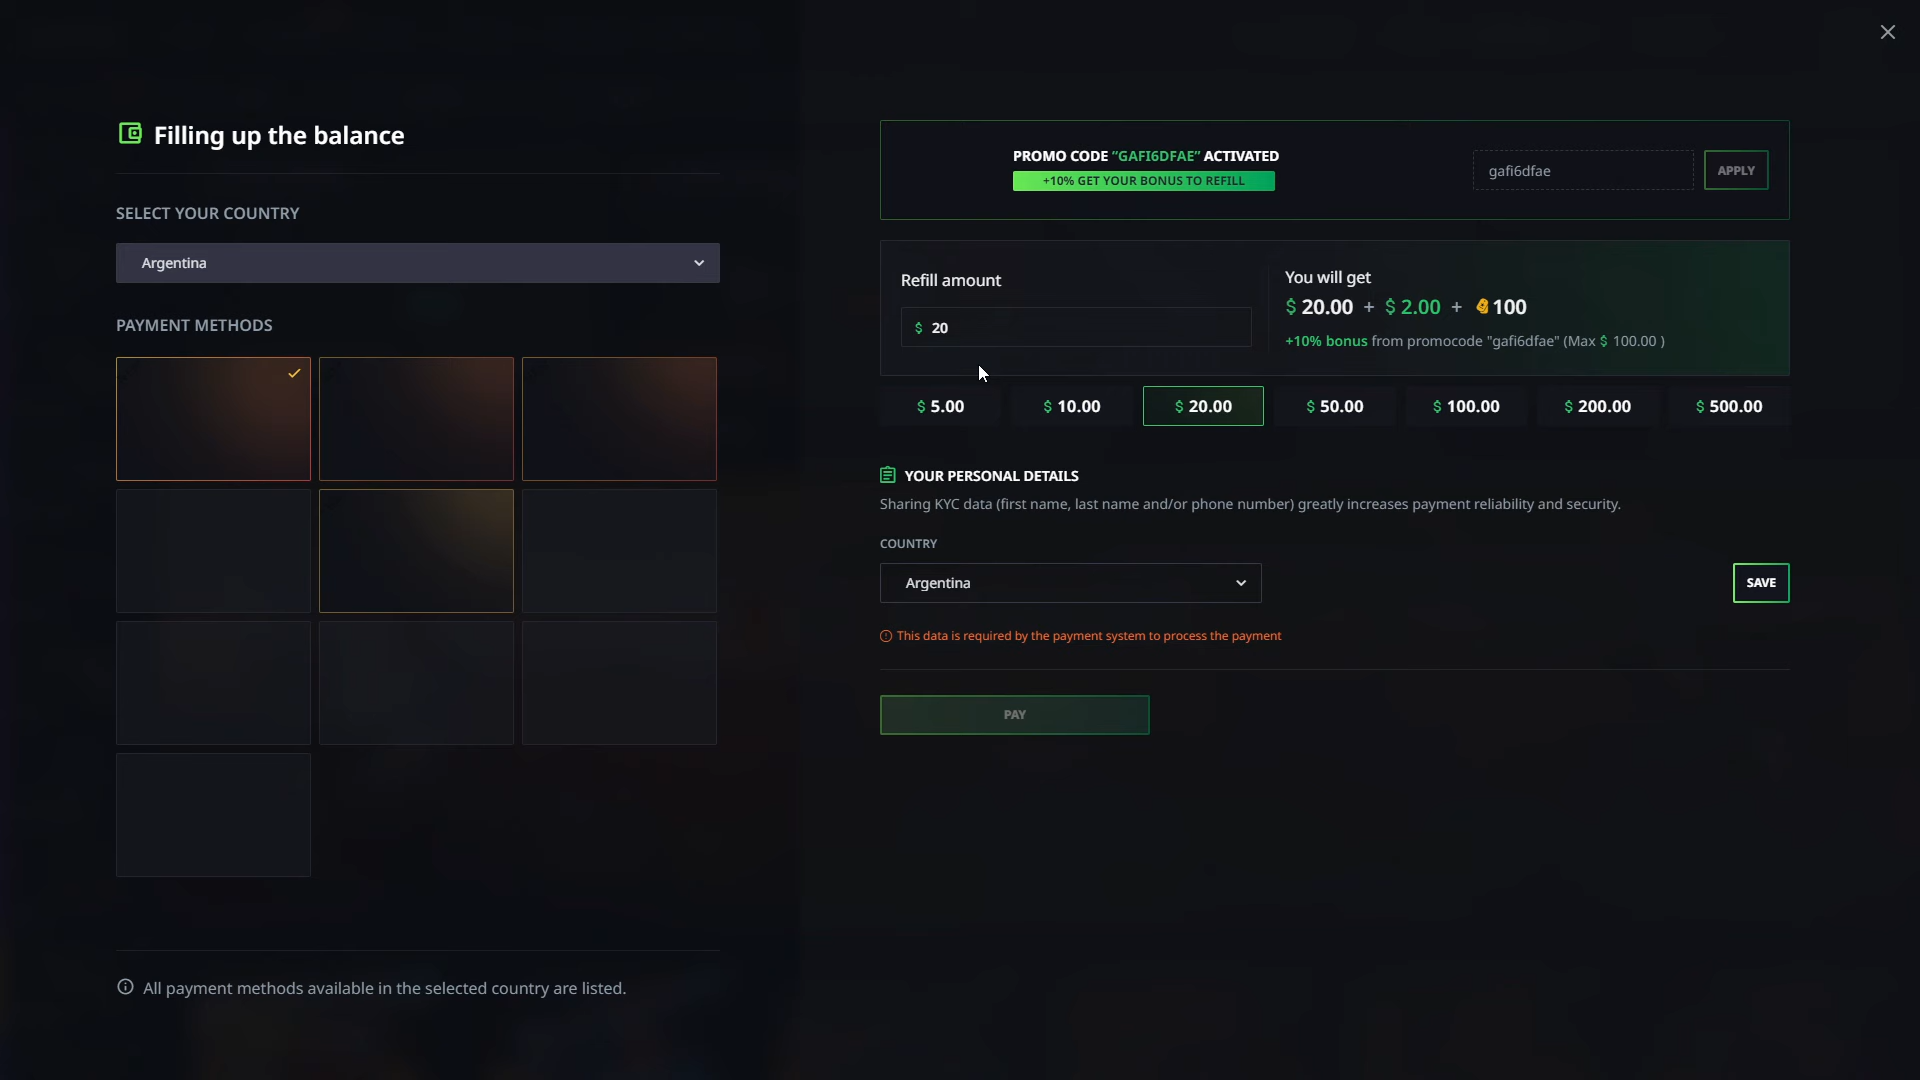 Filling up the balance
SELECT YOUR COUNTRY
Argentina
PAYMENT METHODS
All payment methods available in the selected country are listed.
PROMO CODE “GAFI6DFAE” ACTIVATED
+10% GET YOUR BONUS TO REFILL
gafi6dfae
APPLY
Refill amount
$ 20
You will get
$ 20.00 + $ 2.00 + 100
+10% bonus from promocode "gafi6dfae" (Max $ 100.00 )
$ 5.00
$ 10.00
$ 20.00
$ 50.00
$ 100.00
$ 200.00
$ 500.00
YOUR PERSONAL DETAILS
Sharing KYC data (first name, last name and/or phone number) greatly increases payment reliability and security.
COUNTRY
Argentina
SAVE
This data is required by the payment system to process the payment
PAY